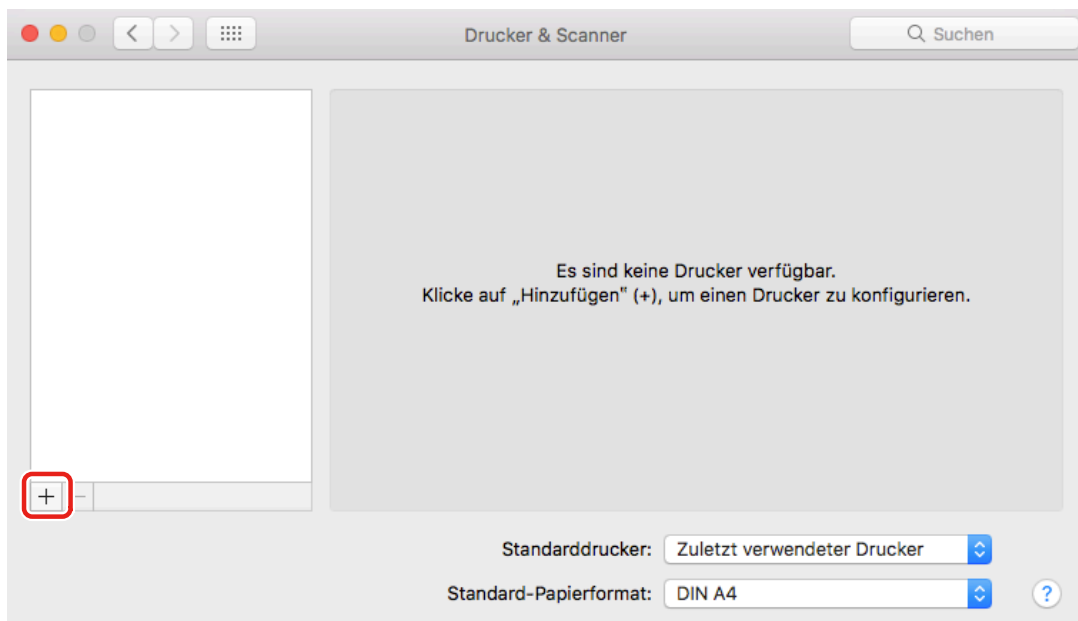 Drucker & Scanner
Suchen
Es sind keine Drucker verfügbar.
Klicke auf „Hinzufügen" (+), um einen Drucker zu konfigurieren.
+ −
Standarddrucker: Zuletzt verwendeter Drucker
Standard-Papierformat: DIN A4 ?